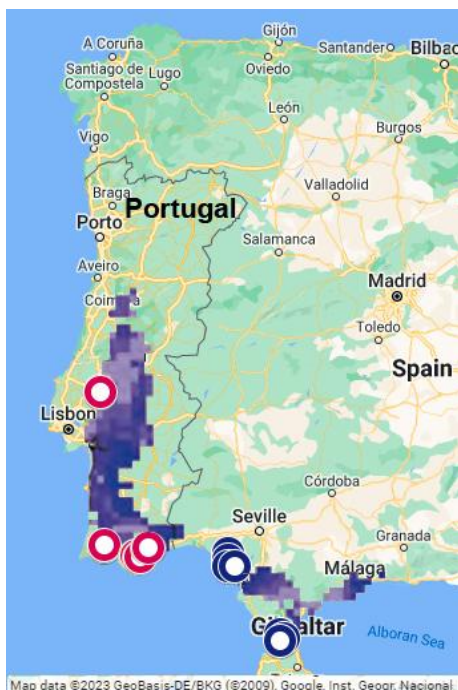 Gijón
A Coruña
Santander
Bilbao
Santiago de
Compostela
Lugo
Oviedo
León
Vigo
Burgos
Braga
Portugal
Valladolid
Porto
Salamanca
Aveiro
Madrid
Coimbra
Toledo
Spain
Lisbon
Córdoba
Seville
Granada
Málaga
Gibraltar
Alboran Sea
Map data ©2023 GeoBasis-DE/BKG (©2009), Google, Inst. Geogr. Nacional